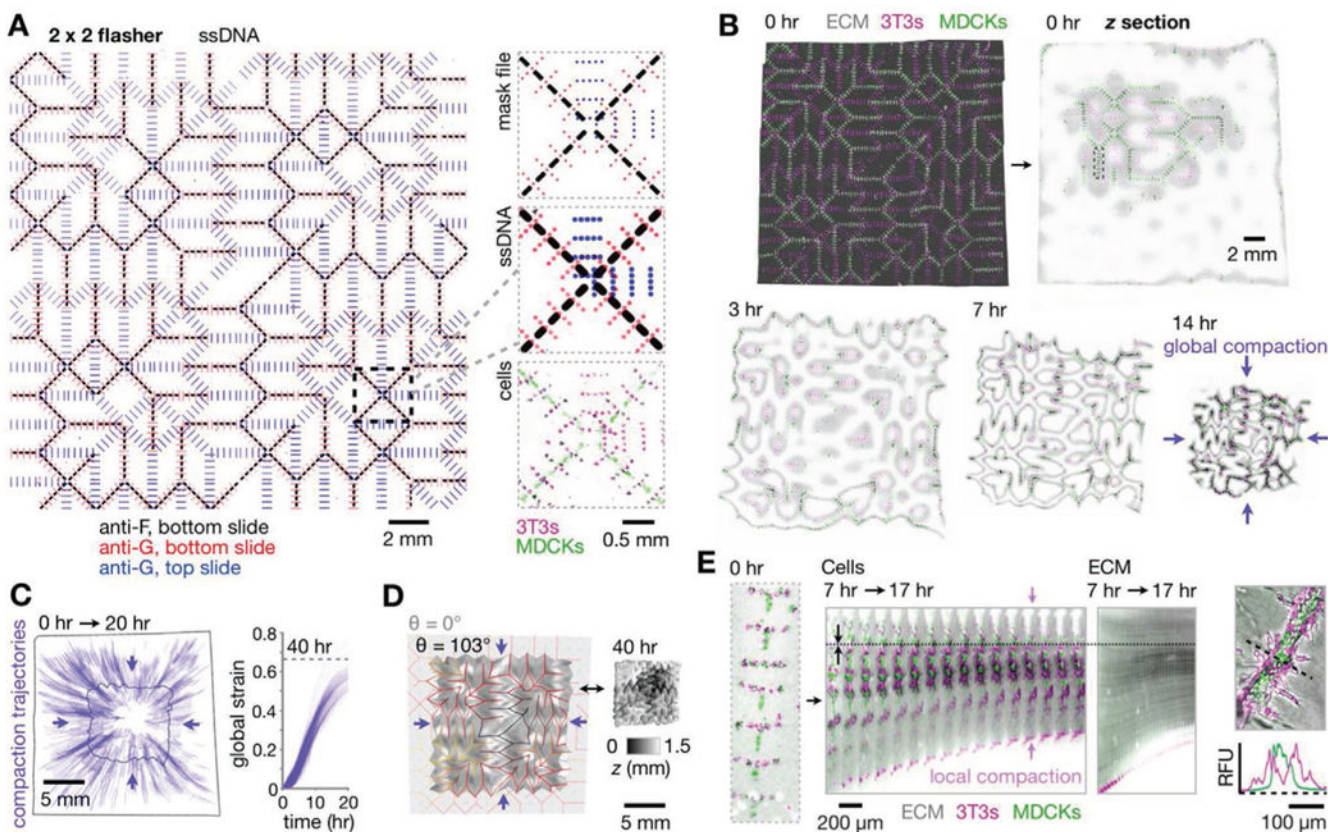 A
2 x 2 flasher
ssDNA
mask file
ssDNA
cells
anti-F, bottom slide
anti-G, bottom slide
anti-G, top slide
2 mm
3T3s
MDCKs
0.5 mm
B
0 hr ECM 3T3s MDCKs
0 hr z section
2 mm
3 hr
7 hr
14 hr
global compaction
C
0 hr → 20 hr
compaction trajectories
5 mm
global strain
0.8
0.6
0.4
0.2
0
40 hr
0 10 20
time (hr)
D
θ = 0°
θ = 103°
40 hr
0 1.5
z (mm)
5 mm
E
0 hr
Cells
7 hr → 17 hr
local compaction
200 µm
ECM 3T3s MDCKs
ECM
7 hr → 17 hr
RFU
100 µm